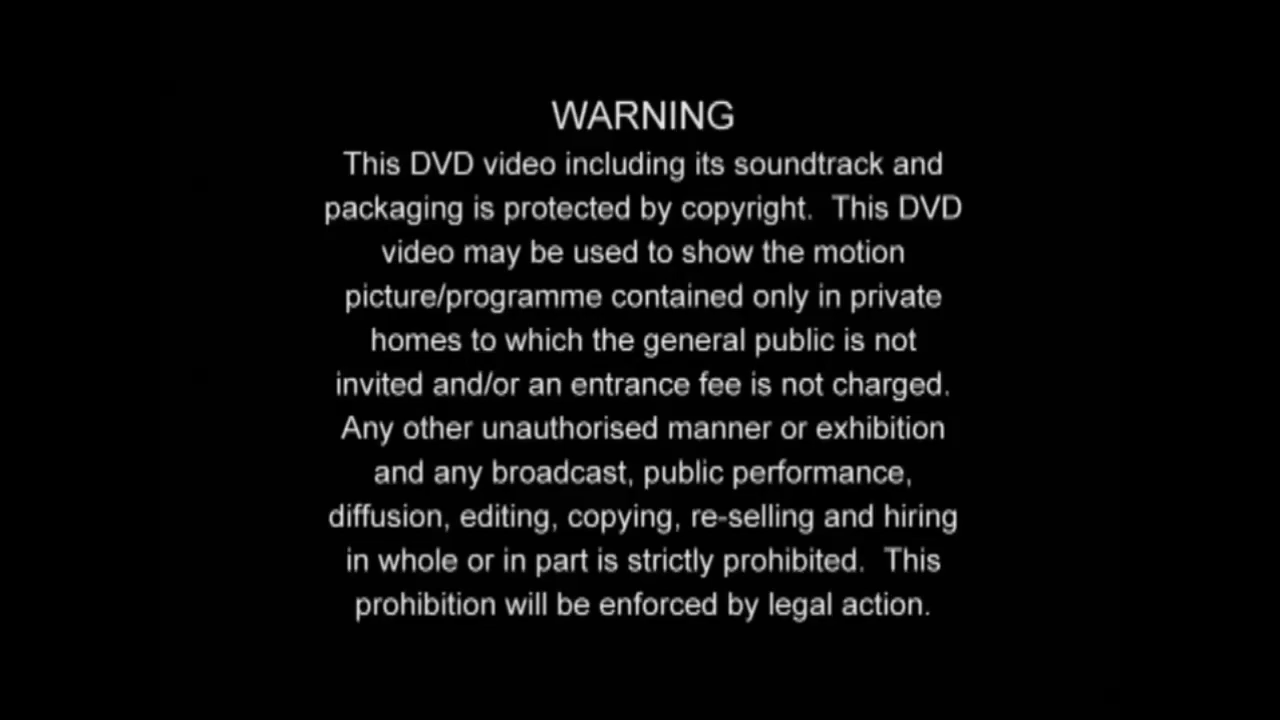 WARNING
This DVD video including its soundtrack and
packaging is protected by copyright.  This DVD
video may be used to show the motion
picture/programme contained only in private
homes to which the general public is not
invited and/or an entrance fee is not charged.
Any other unauthorised manner or exhibition
and any broadcast, public performance,
diffusion, editing, copying, re-selling and hiring
in whole or in part is strictly prohibited.  This
prohibition will be enforced by legal action.